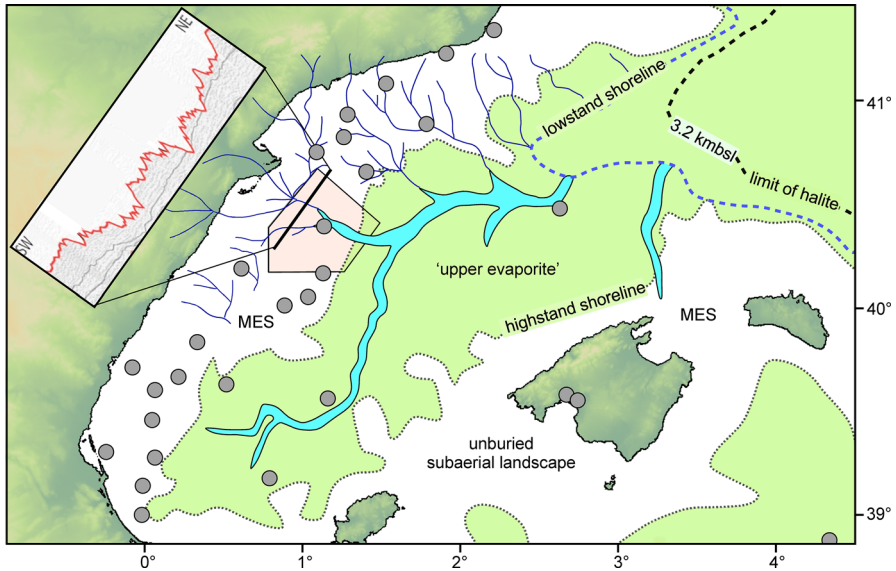 NE
SW
lowstand shoreline
3.2 kmbsl
limit of halite
'upper evaporite'
highstand shoreline
MES
MES
unburied
subaerial landscape
41°
40°
39°
0°
1°
2°
3°
4°